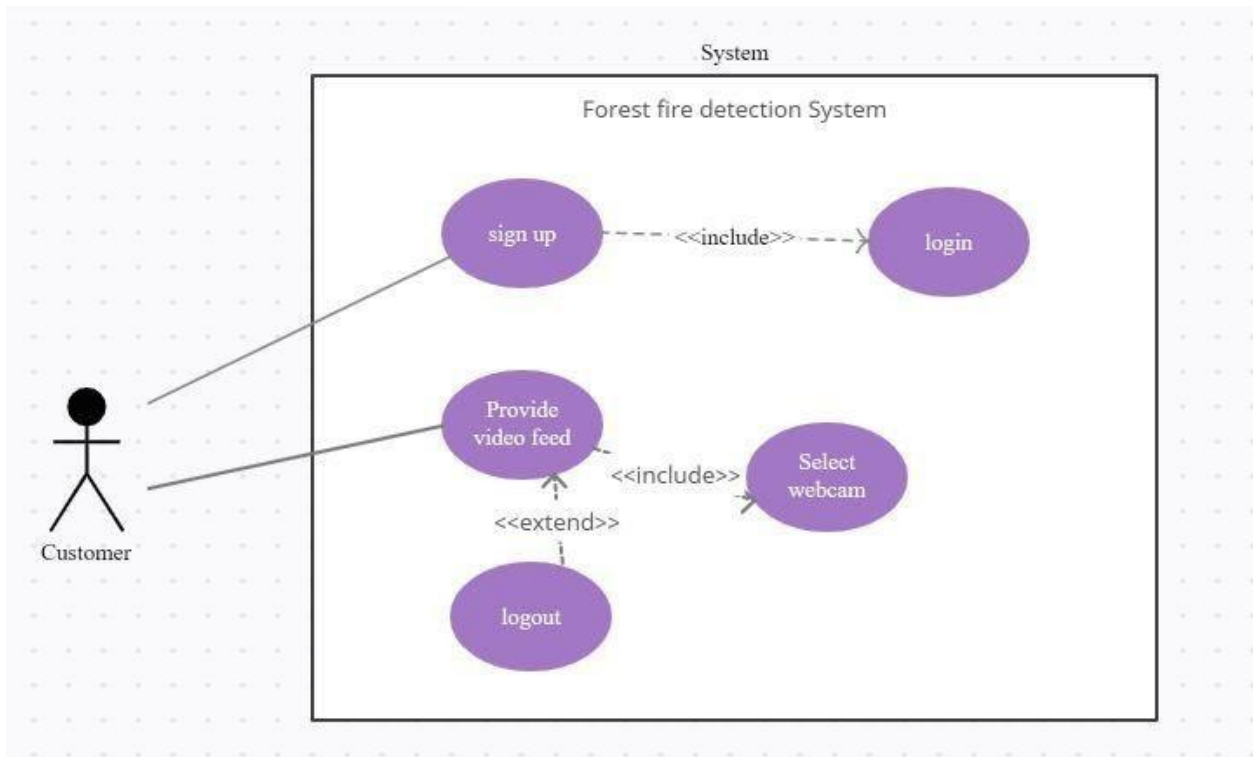 System
Forest fire detection System
sign up
<<include>>
login
Provide
video feed
<<include>>
Select
webcam
<<extend>>
logout
Customer